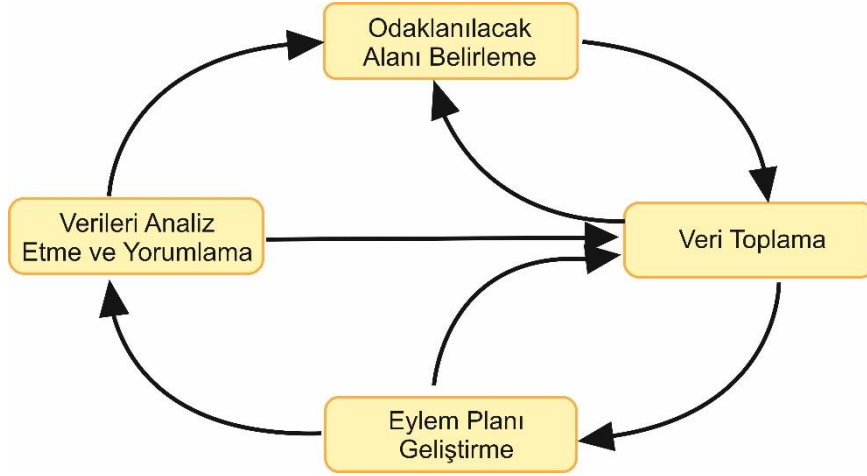 Odaklanılacak
Alanı Belirleme
Verileri Analiz
Etme ve Yorumlama
Veri Toplama
Eylem Planı
Geliştirme